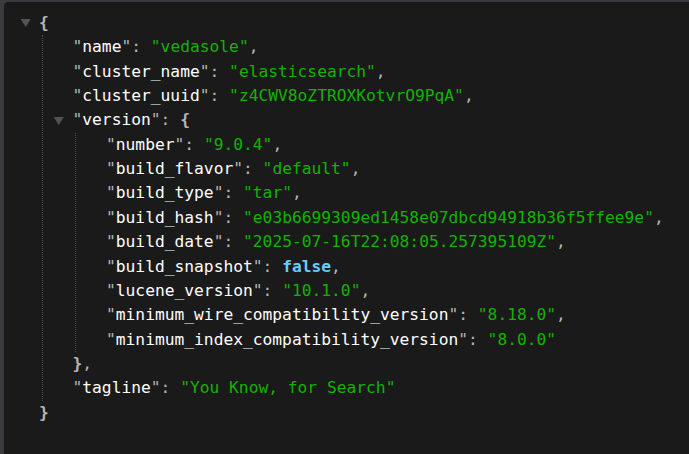 {
"name": "vedasole",
"cluster_name": "elasticsearch",
"cluster_uuid": "z4CWV8oZTROXKotvrO9PqA",
"version": {
"number": "9.0.4",
"build_flavor": "default",
"build_type": "tar",
"build_hash": "e03b6699309ed1458e07dbcd94918b36f5ffee9e",
"build_date": "2025-07-16T22:08:05.257395109Z",
"build_snapshot": false,
"lucene_version": "10.1.0",
"minimum_wire_compatibility_version": "8.18.0",
"minimum_index_compatibility_version": "8.0.0"
},
"tagline": "You Know, for Search"
}